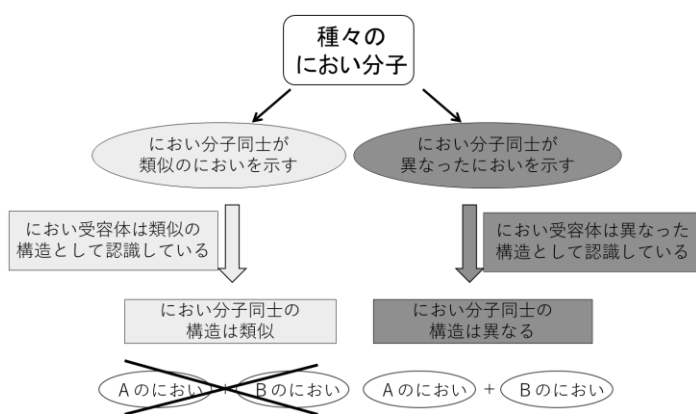 種々の
におい分子
におい分子同士が
類似のにおいを示す
におい分子同士が
異なったにおいを示す
におい受容体は類似の
構造として認識している
におい受容体は異なった
構造として認識している
におい分子同士の
構造は類似
におい分子同士の
構造は異なる
Aのにおい + Bのにおい
Aのにおい + Bのにおい